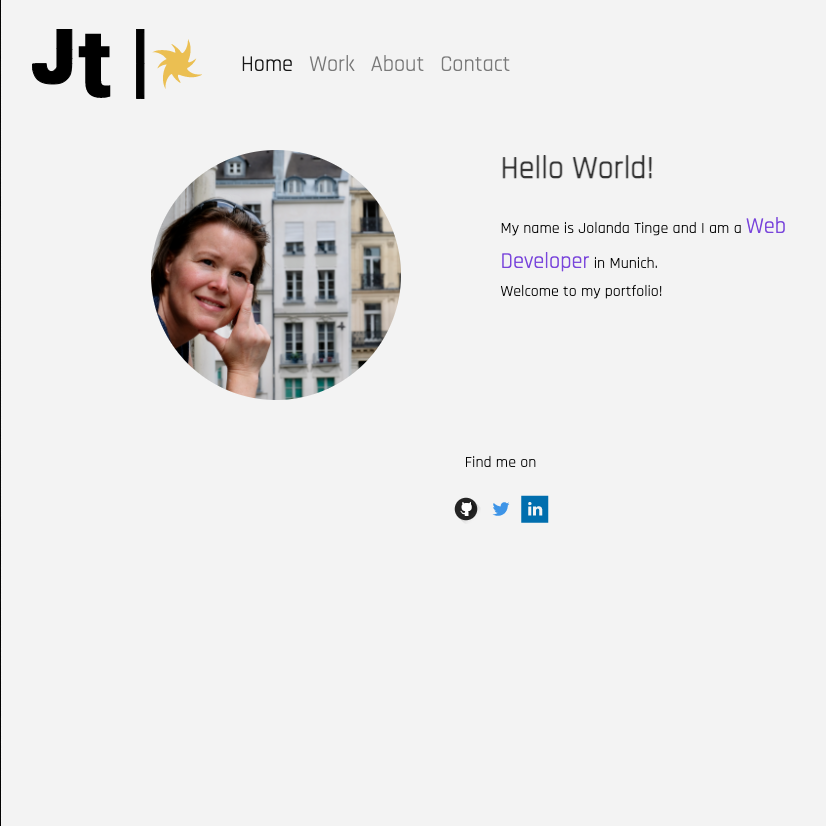 Jt |
Home Work About Contact
Hello World!
My name is Jolanda Tinge and I am a Web
Developer in Munich.
Welcome to my portfolio!
Find me on
in